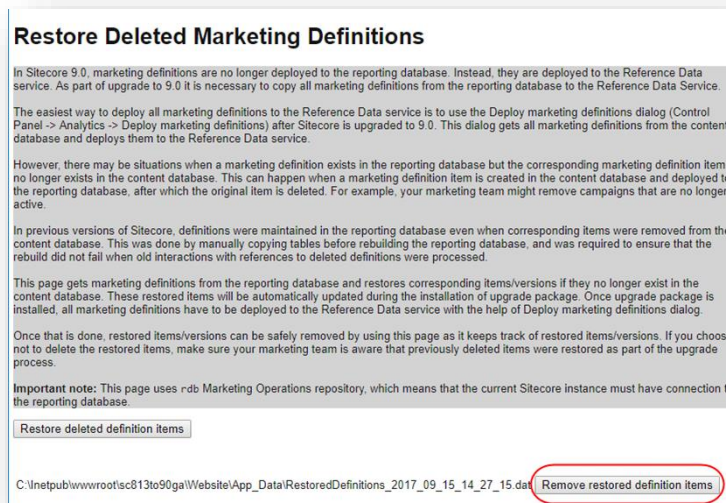 Restore Deleted Marketing Definitions
In Sitecore 9.0, marketing definitions are no longer deployed to the reporting database. Instead, they are deployed to the Reference Data
service. As part of upgrade to 9.0 it is necessary to copy all marketing definitions from the reporting database to the Reference Data Service.
The easiest way to deploy all marketing definitions to the Reference Data service is to use the Deploy marketing definitions dialog (Control
Panel -> Analytics -> Deploy marketing definitions) after Sitecore is upgraded to 9.0. This dialog gets all marketing definitions from the content
database and deploys them to the Reference Data service.
However, there may be situations when a marketing definition exists in the reporting database but the corresponding marketing definition item
no longer exists in the content database. This can happen when a marketing definition item is created in the content database and deployed t
the reporting database, after which the original item is deleted. For example, your marketing team might remove campaigns that are no longer
active.
In previous versions of Sitecore, definitions were maintained in the reporting database even when corresponding items were removed from the
content database. This was done by manually copying tables before rebuilding the reporting database, and was required to ensure that the
rebuild did not fail when old interactions with references to deleted definitions were processed.
This page gets marketing definitions from the reporting database and restores corresponding items/versions if they no longer exist in the
content database. These restored items will be automatically updated during the installation of upgrade package. Once upgrade package is
installed, all marketing definitions have to be deployed to the Reference Data service with the help of Deploy marketing definitions dialog.
Once that is done, restored items/versions can be safely removed by using this page as it keeps track of restored items/versions. If you choos
not to delete the restored items, make sure your marketing team is aware that previously deleted items were restored as part of the upgrade
process.
Important note: This page uses rdb Marketing Operations repository, which means that the current Sitecore instance must have connection t
the reporting database.
Restore deleted definition items
C:\Inetpub\wwwroot\sc813to90ga\Website\App_Data\RestoredDefinitions_2017_09_15_14_27_15.dat Remove restored definition items